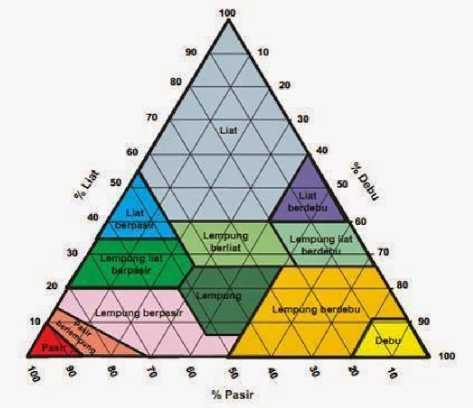 100
90
10
80
20
70
30
Liat
60
40
% Liat
% Debu
50
50
Liat
berdebu
Liat
berpasir
40
60
Lempung
berliat
Lempung liat
berdebu
30
70
Lempung liat
berpasir
20
80
Lempung
Lempung berpasir
Lempung berdebu
10
90
Pasir
berlempung
Pasir
Debu
100
100
90
80
70
60
50
40
30
20
10
% Pasir